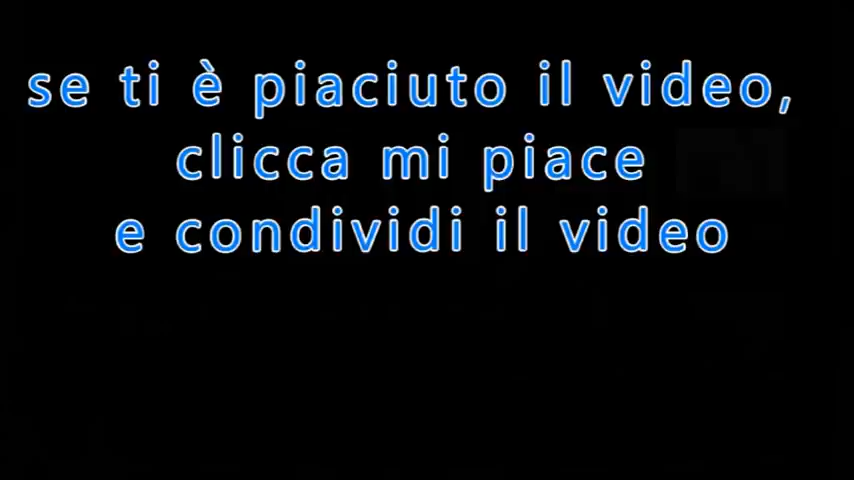 se ti è piaciuto il video,
clicca mi piace
e condividi il video